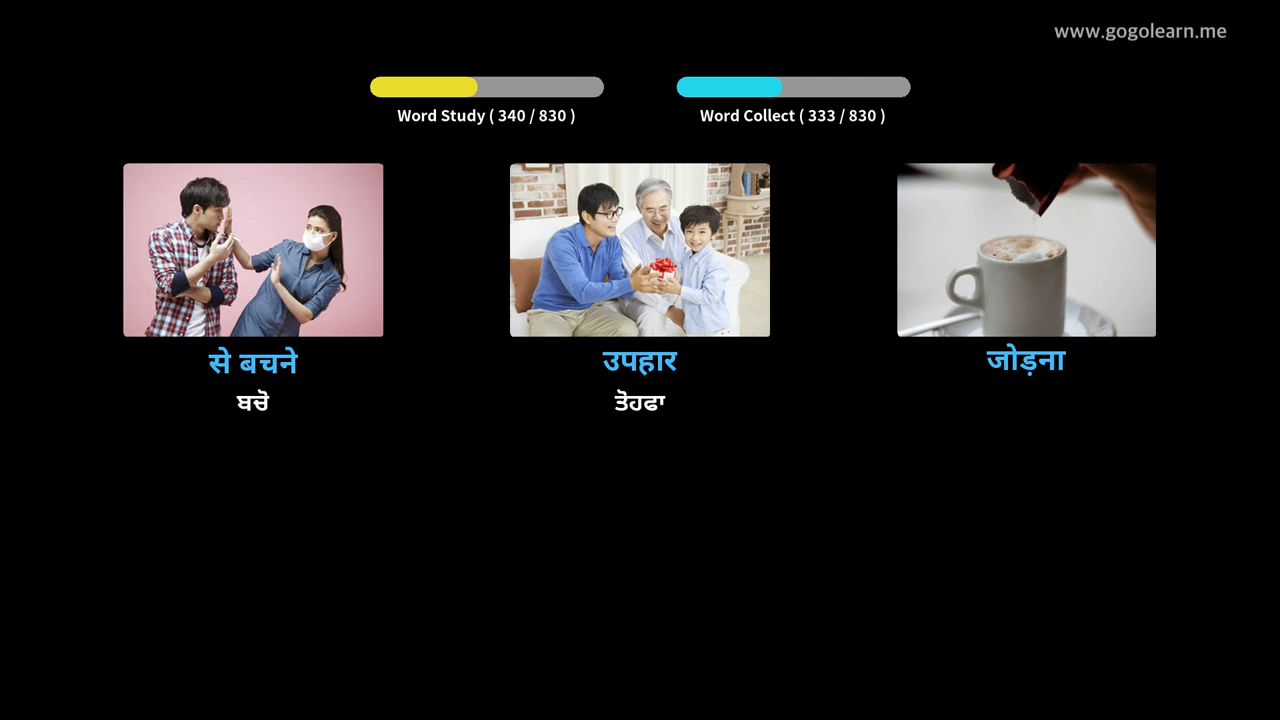 www.gogolearn.me
Word Study ( 340 / 830 )
Word Collect ( 333 / 830 )
से बचने
उपहार
जोड़ना
ਬਚੋ
ਤੋਹਫਾ